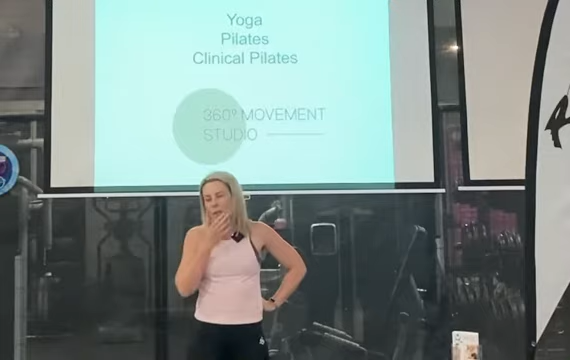 Yoga
Pilates
Clinical Pilates
360° MOVEMENT
STUDIO